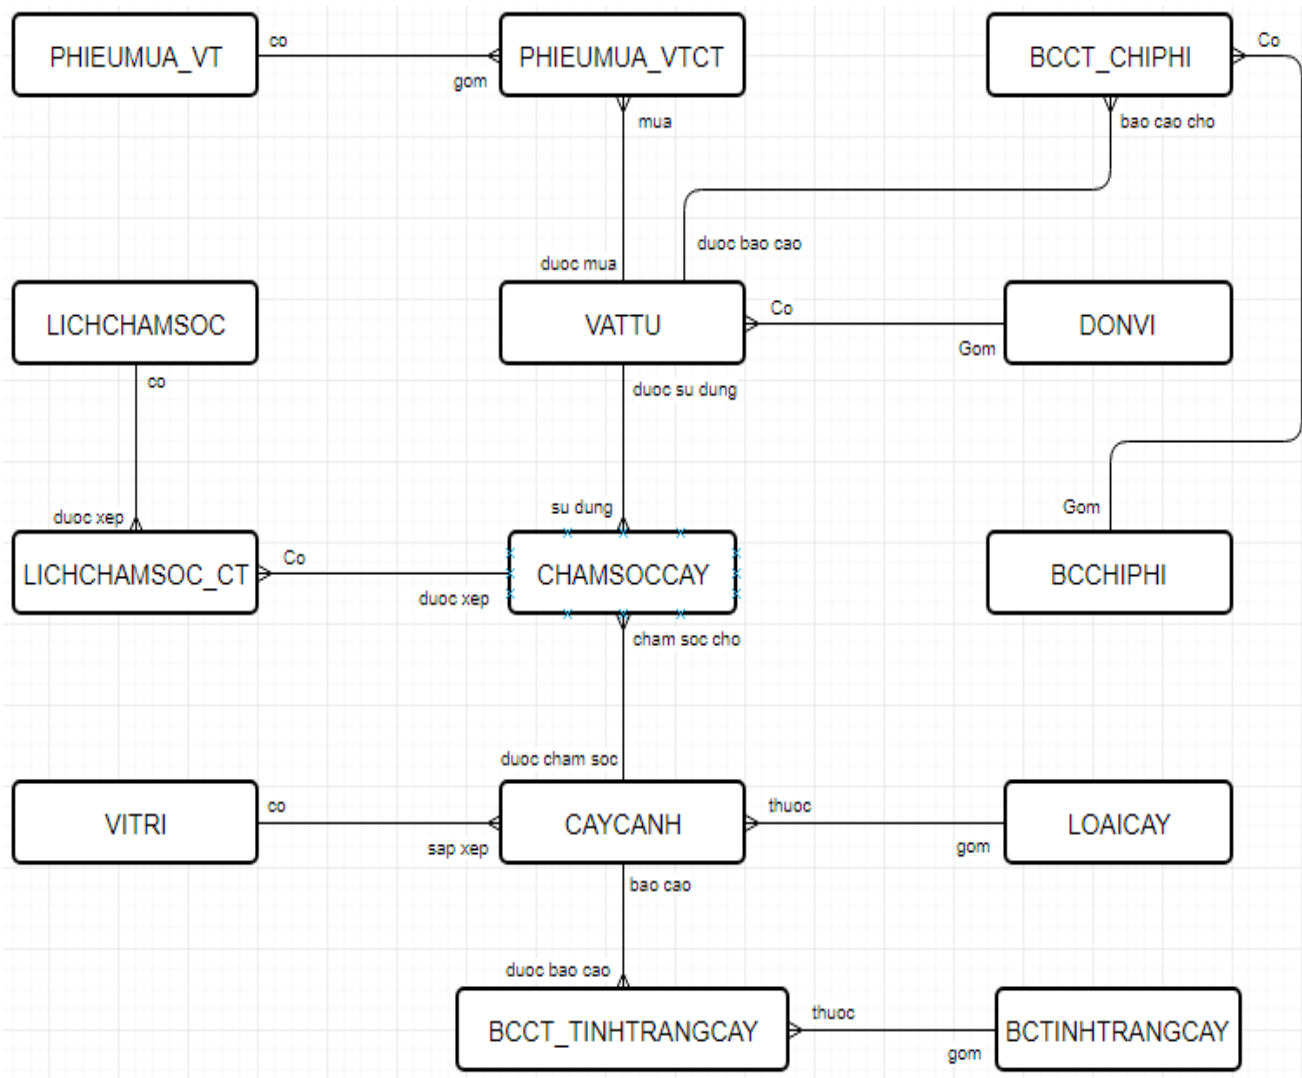 PHIEUMUA_VT
co
gom
PHIEUMUA_VTCT
BCCT_CHIPHI
Co
mua
bao cao cho
duoc bao cao
duoc mua
LICHCHAMSOC
VATTU
Co
Gom
DONVI
co
duoc su dung
duoc xep
su dung
Gom
LICHCHAMSOC_CT
Co
duoc xep
CHAMSOCCAY
BCCHIPHI
cham soc cho
duoc cham soc
VITRI
co
sap xep
CAYCANH
thuoc
gom
LOAICAY
bao cao
duoc bao cao
BCCT_TINHTRANGCAY
thuoc
gom
BCTINHTRANGCAY